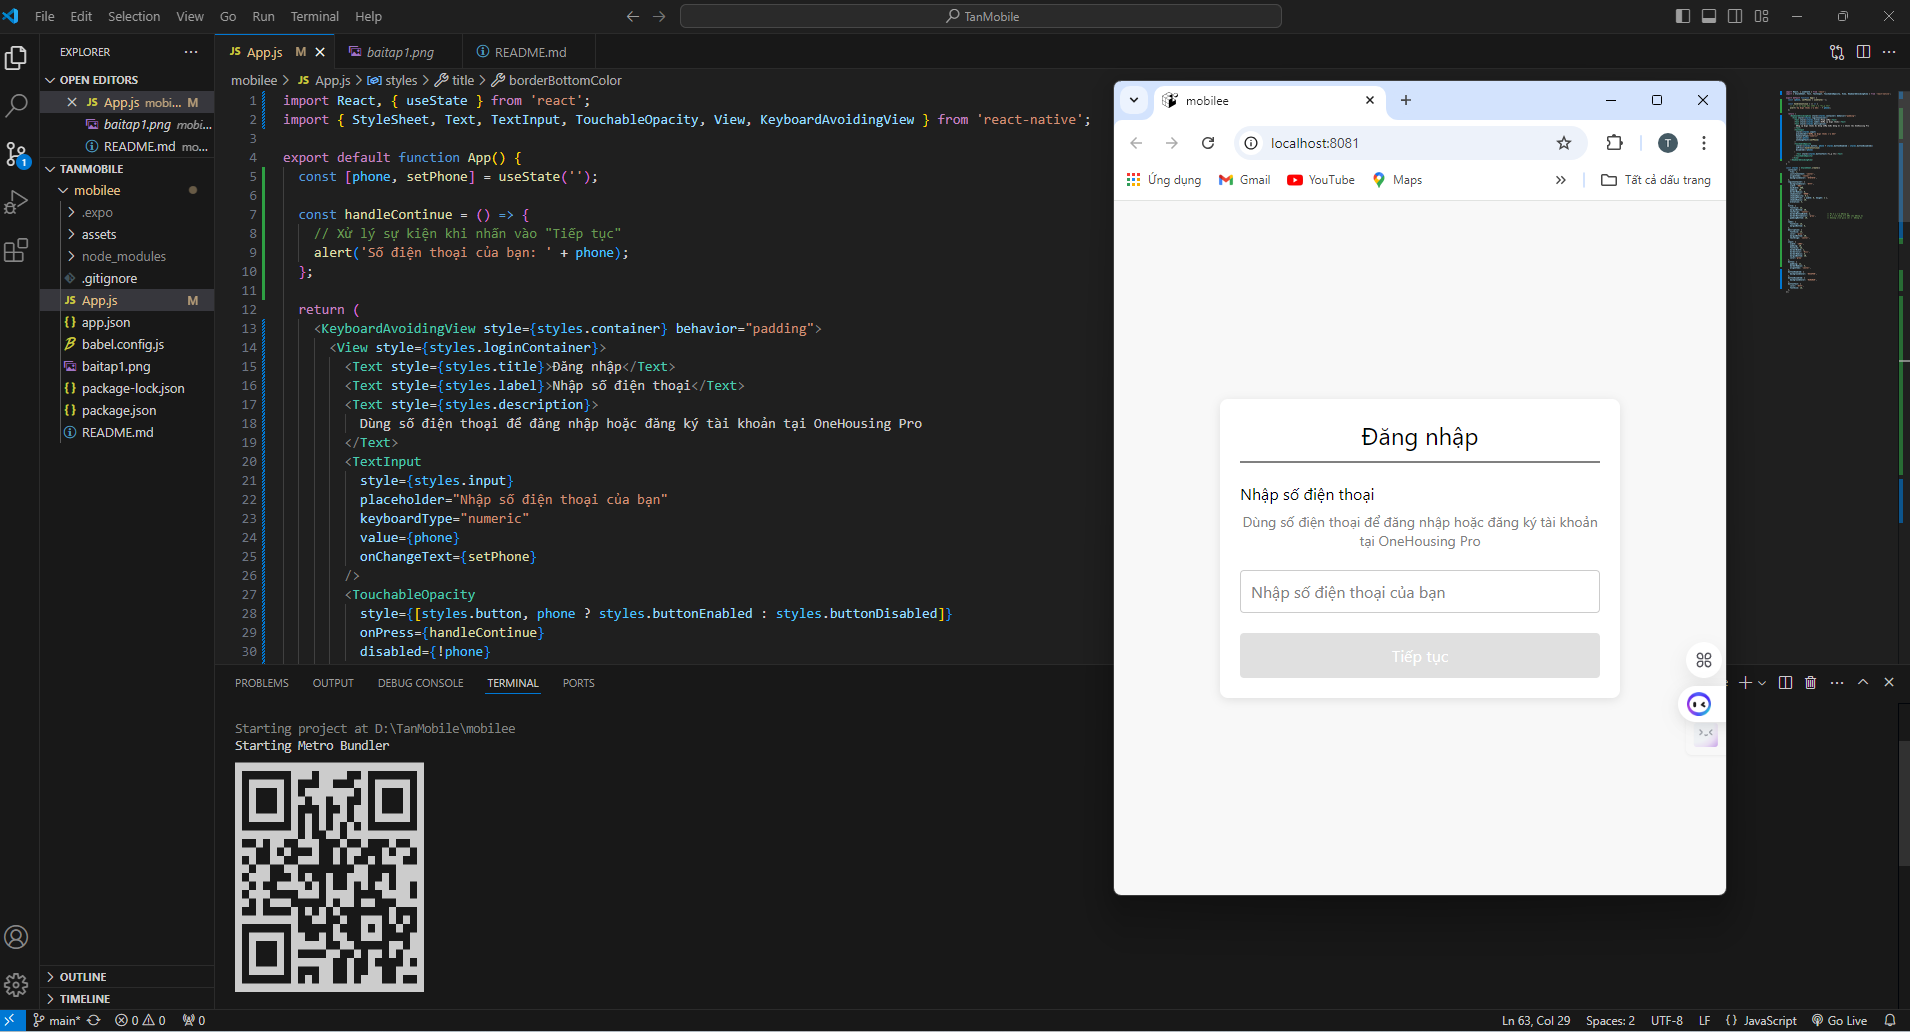 File Edit Selection View Go Run Terminal Help
TanMobile
EXPLORER
OPEN EDITORS
App.js mobi... M
baitap1.png mobi...
README.md mo...
TANMOBILE
mobilee
.expo
assets
node_modules
.gitignore
App.js M
app.json
babel.config.js
baitap1.png
package-lock.json
package.json
README.md
OUTLINE
TIMELINE
JS App.js M
baitap1.png
README.md
mobilee > JS App.js > styles > title > borderBottomColor
1 import React, { useState } from 'react';
2 import { StyleSheet, Text, TextInput, TouchableOpacity, View, KeyboardAvoidingView } from 'react-native';
3
4 export default function App() {
5 const [phone, setPhone] = useState('');
6
7 const handleContinue = () => {
8 // Xử lý sự kiện khi nhấn vào "Tiếp tục"
9 alert('Số điện thoại của bạn: ' + phone);
10 };
11
12 return (
13 <KeyboardAvoidingView style={styles.container} behavior="padding">
14 <View style={styles.loginContainer}>
15 <Text style={styles.title}>Đăng nhập</Text>
16 <Text style={styles.label}>Nhập số điện thoại</Text>
17 <Text style={styles.description}>
18 Dùng số điện thoại để đăng nhập hoặc đăng ký tài khoản tại OneHousing Pro
19 </Text>
20 <TextInput
21 style={styles.input}
22 placeholder="Nhập số điện thoại của bạn"
23 keyboardType="numeric"
24 value={phone}
25 onChangeText={setPhone}
26 />
27 <TouchableOpacity
28 style={[styles.button, phone ? styles.buttonEnabled : styles.buttonDisabled]}
29 onPress={handleContinue}
30 disabled={!phone}
PROBLEMS OUTPUT DEBUG CONSOLE TERMINAL PORTS
Starting project at D:\TanMobile\mobilee
Starting Metro Bundler
mobilee
localhost:8081
T
Ứng dụng Gmail YouTube Maps
Tất cả dấu trang
Đăng nhập
Nhập số điện thoại
Dùng số điện thoại để đăng nhập hoặc đăng ký tài khoản
tại OneHousing Pro
Nhập số điện thoại của bạn
Tiếp tục
1
main* 0 0 0
Ln 63, Col 29 Spaces: 2 UTF-8 LF {} JavaScript Go Live